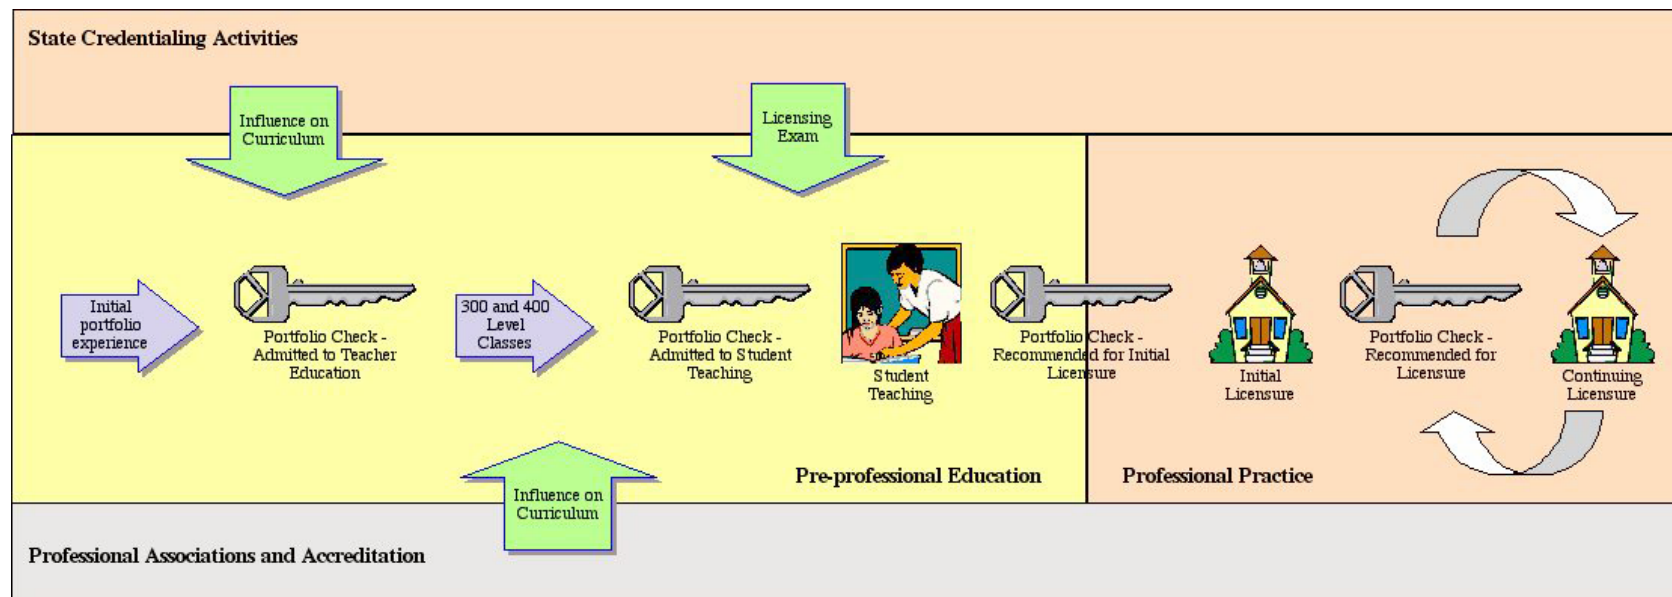 State Credentialing Activities
Influence on
Curriculum
Licensing
Exam
Initial
portfolio
experience
Portfolio Check -
Admitted to Teacher
Education
300 and 400
Level
Classes
Portfolio Check -
Admitted to Student
Teaching
Student
Teaching
Portfolio Check -
Recommended for Initial
Licensure
Initial
Licensure
Portfolio Check -
Recommended for
Licensure
Continuing
Licensure
Pre-professional Education
Professional Practice
Influence on
Curriculum
Professional Associations and Accreditation